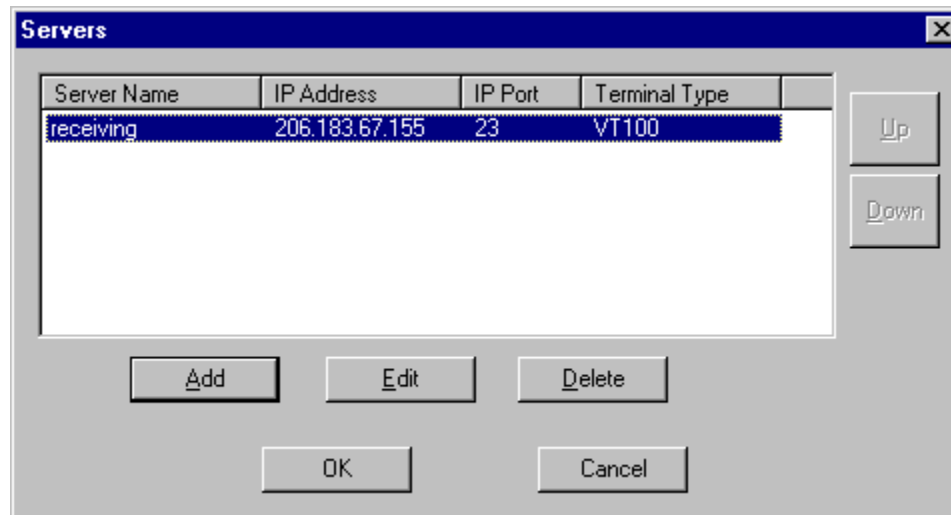 Servers
Server Name IP Address IP Port Terminal Type
receiving 206.183.67.155 23 VT100
Up
Down
Add Edit Delete
OK Cancel